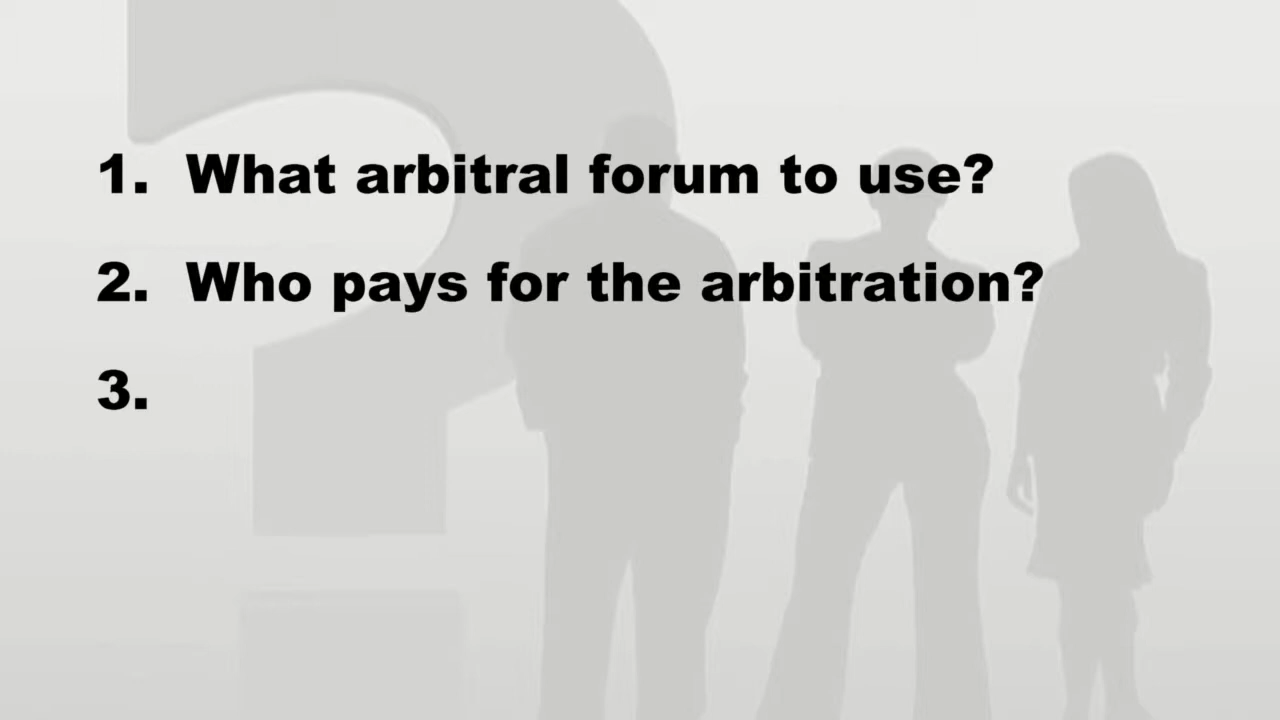 1. What arbitral forum to use?
2. Who pays for the arbitration?
3.